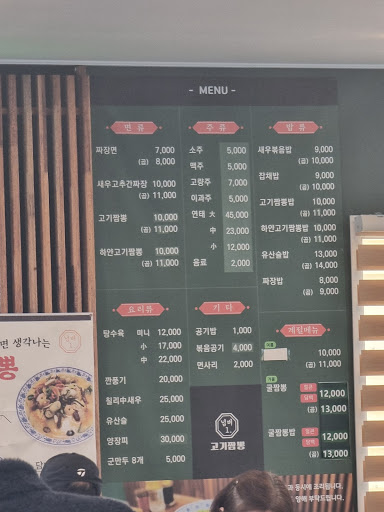 - MENU -
면 류
짜장면 7,000
(곱) 8,000
새우고추간짜장 10,000
(곱) 11,000
고기짬뽕 10,000
(곱) 11,000
하얀고기짬뽕 10,000
(곱) 11,000
주 류
소주 5,000
맥주 5,000
고량주 7,000
이과주 5,000
연태 大 45,000
中 23,000
小 12,000
음료 2,000
밥 류
새우볶음밥 9,000
(곱) 10,000
잡채밥 9,000
(곱) 10,000
고기짬뽕밥 10,000
(곱) 11,000
하얀고기짬뽕밥 10,000
(곱) 11,000
유산슬밥 13,000
(곱) 14,000
짜장밥 8,000
(곱) 9,000
요리류
탕수육 미니 12,000
小 17,000
中 22,000
깐풍기 20,000
칠리수새우 25,000
유산슬 25,000
양장피 30,000
군만두 8개 5,000
기 타
공기밥 1,000
볶음공기 4,000
면사리 2,000
1.
고기짬뽕
계절메뉴
10,000
(곱) 11,000
굴짬뽕 12,000
(곱) 13,000
굴짬뽕밥 12,000
(곱) 13,000
면 생각나는
뽕